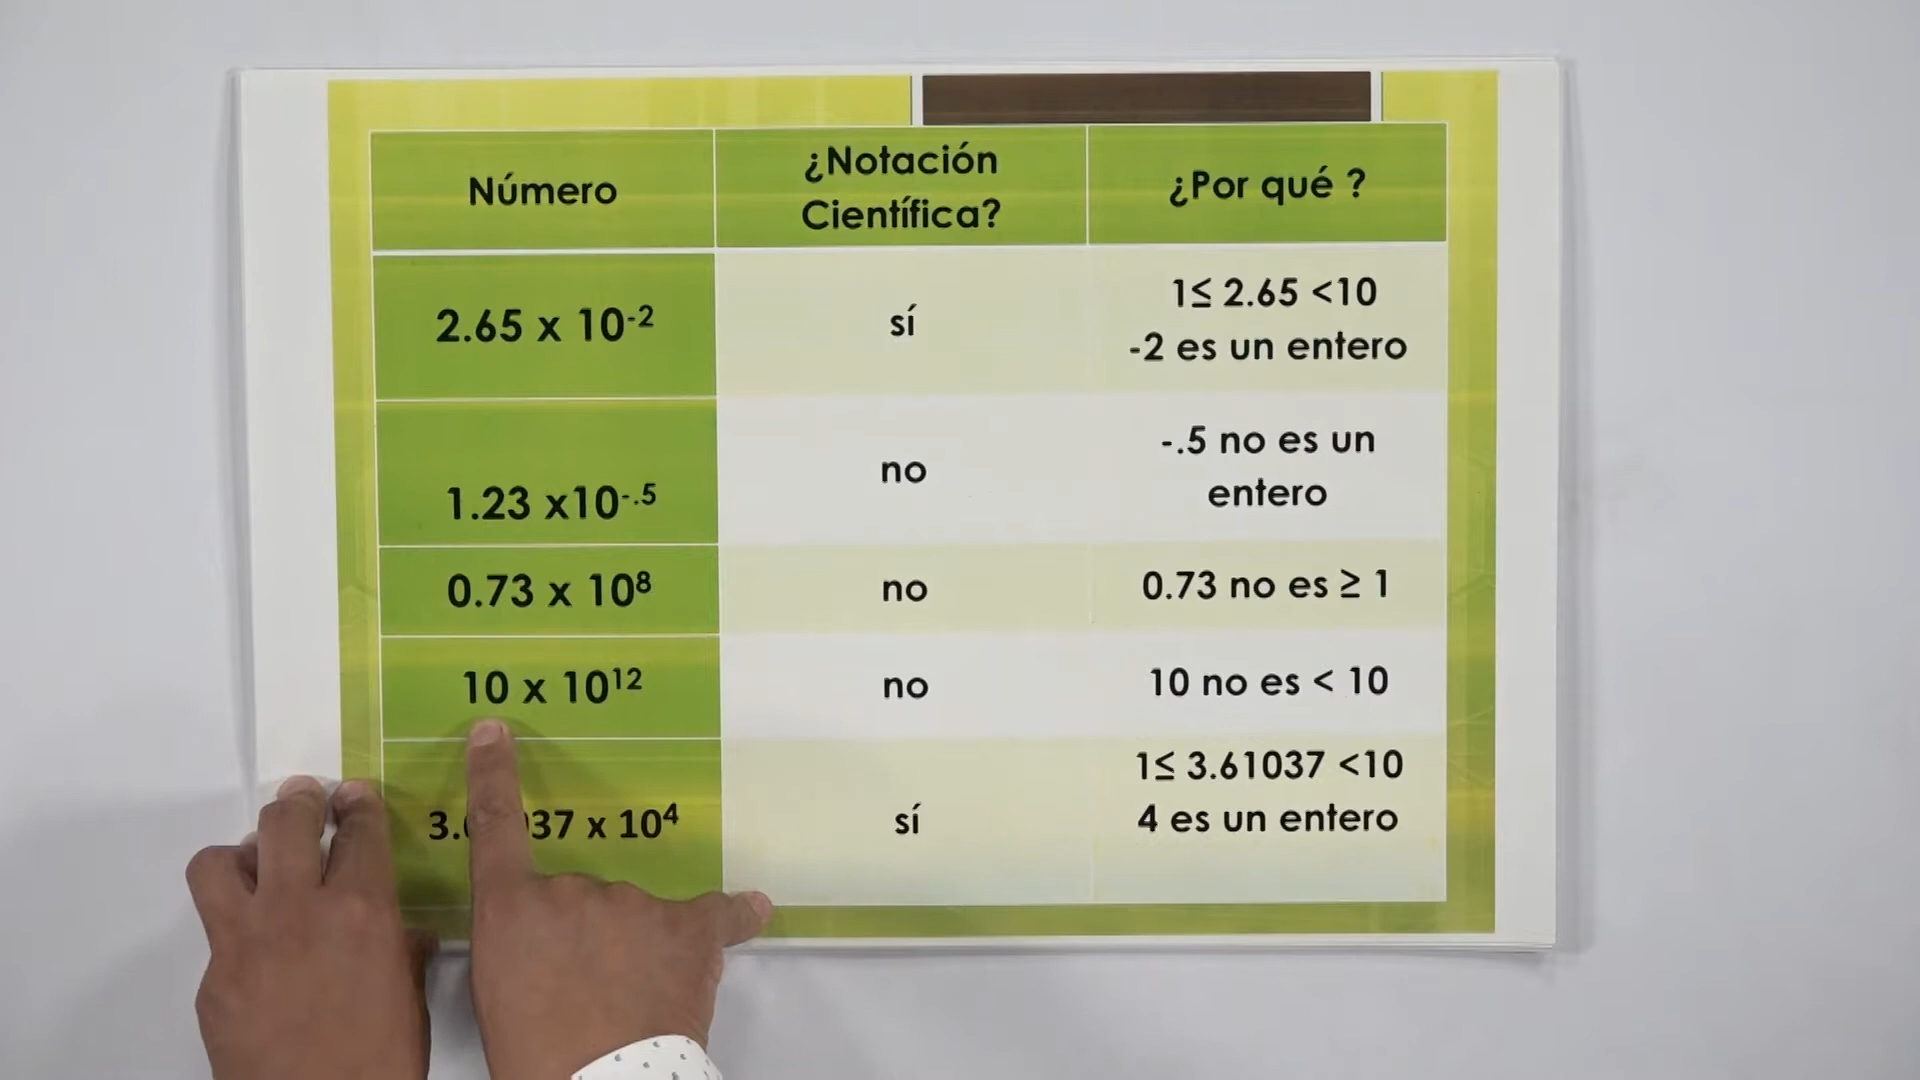 Número
¿Notación
Científica?
¿Por qué ?
2.65 x 10⁻²
sí
1≤ 2.65 <10
-2 es un entero
1.23 x10⁻·⁵
no
-.5 no es un
entero
0.73 x 10⁸
no
0.73 no es ≥ 1
10 x 10¹²
no
10 no es < 10
37 x 10⁴
sí
1≤ 3.61037 <10
4 es un entero